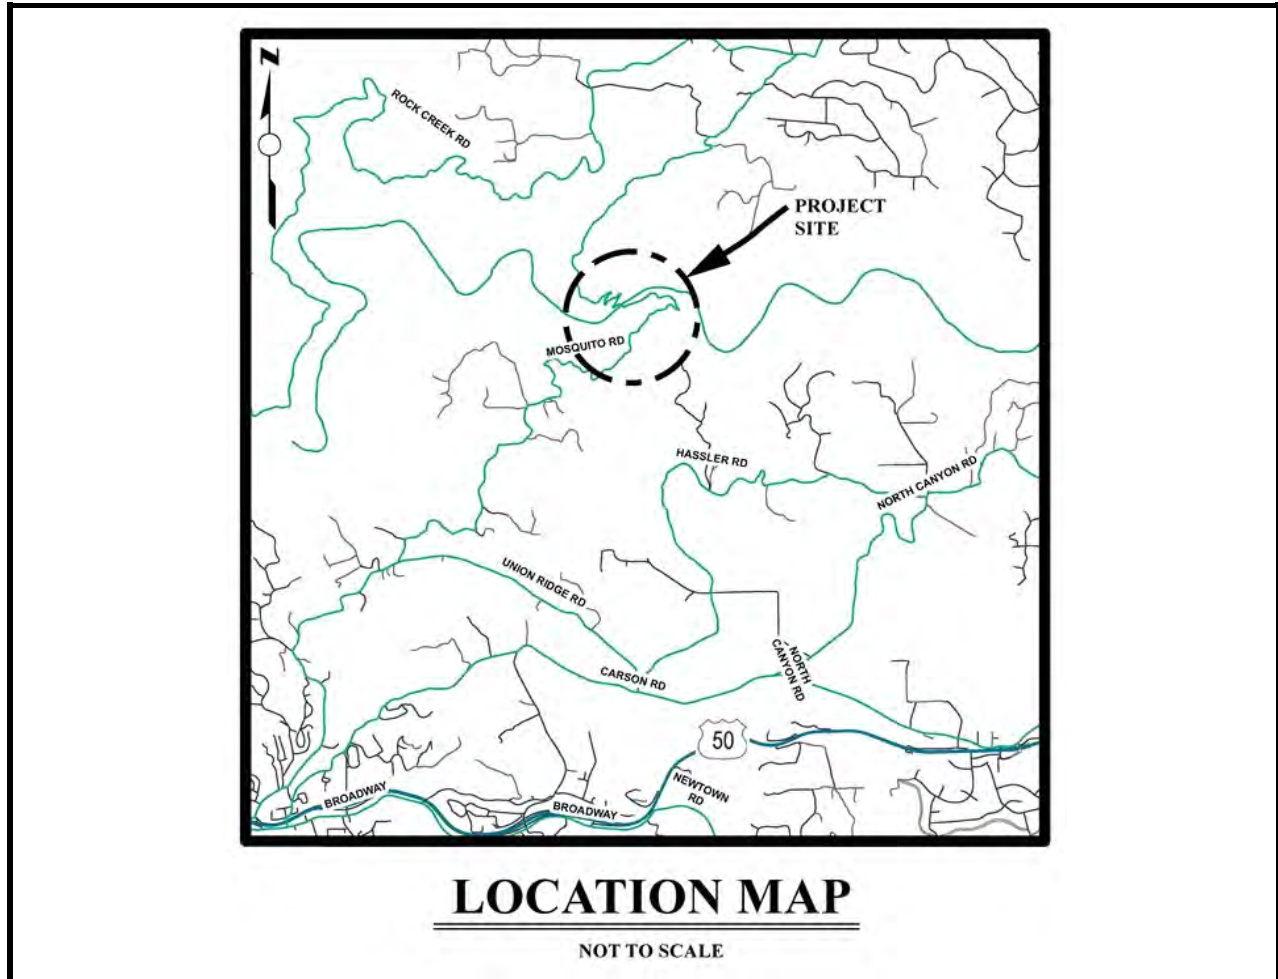 N
ROCK CREEK RD
PROJECT
SITE
MOSQUITO RD
HASSLER RD
NORTH CANYON RD
UNION RIDGE RD
NORTH
CANYON RD
CARSON RD
50
NEWTOWN
RD
BROADWAY
BROADWAY
LOCATION MAP
NOT TO SCALE